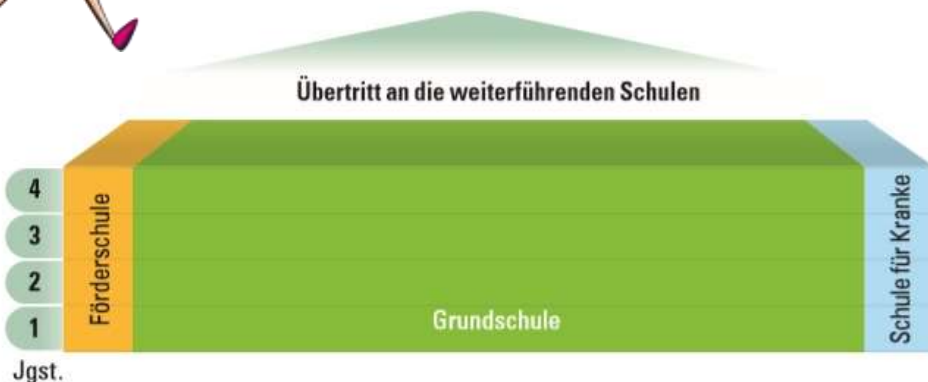 Übertritt an die weiterführenden Schulen
4
3
2
1
Jgst.
Förderschule
Grundschule
Schule für Kranke